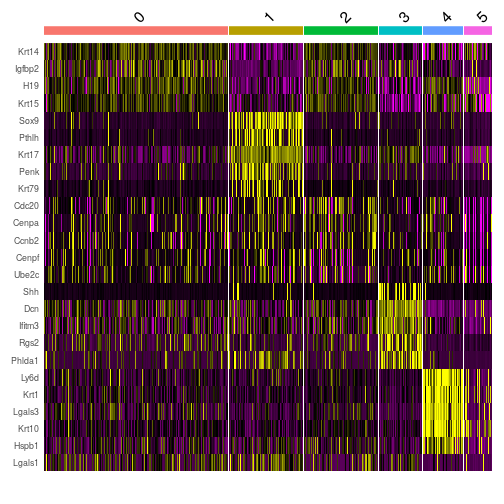 0 1 2 3 4 5
Krt14
Igfbp2
H19
Krt15
Sox9
Pthlh
Krt17
Penk
Krt79
Cdc20
Cenpa
Ccnb2
Cenpf
Ube2c
Shh
Dcn
Ifitm3
Rgs2
Phlda1
Ly6d
Krt1
Lgals3
Krt10
Hspb1
Lgals1